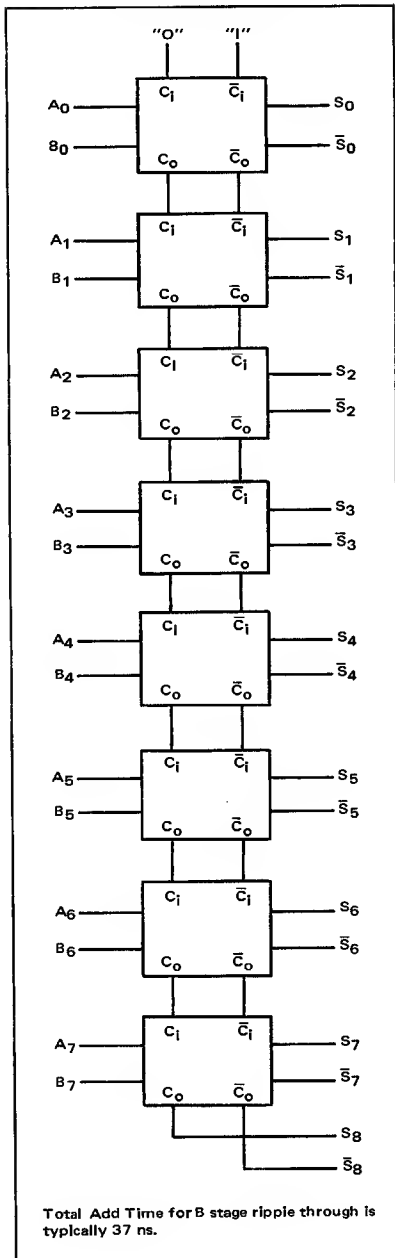 "0" "I"
Ci C̄i
A0 S0
B0 S̄0
Co C̄o
Ci C̄i
A1 S1
B1 S̄1
Co C̄o
CI C̄i
A2 S2
B2 S̄2
Co C̄o
Ci C̄i
A3 S3
B3 S̄3
Co C̄o
CI C̄i
A4 S4
B4 S̄4
Co C̄o
Ci C̄i
A5 S5
B5 S̄5
Co C̄o
Ci C̄i
A6 S6
B6 S̄6
Co C̄o
Ci C̄i
A7 S7
B7 S̄7
Co C̄o
S8
S̄8
Total Add Time for B stage ripple through is
typically 37 ns.